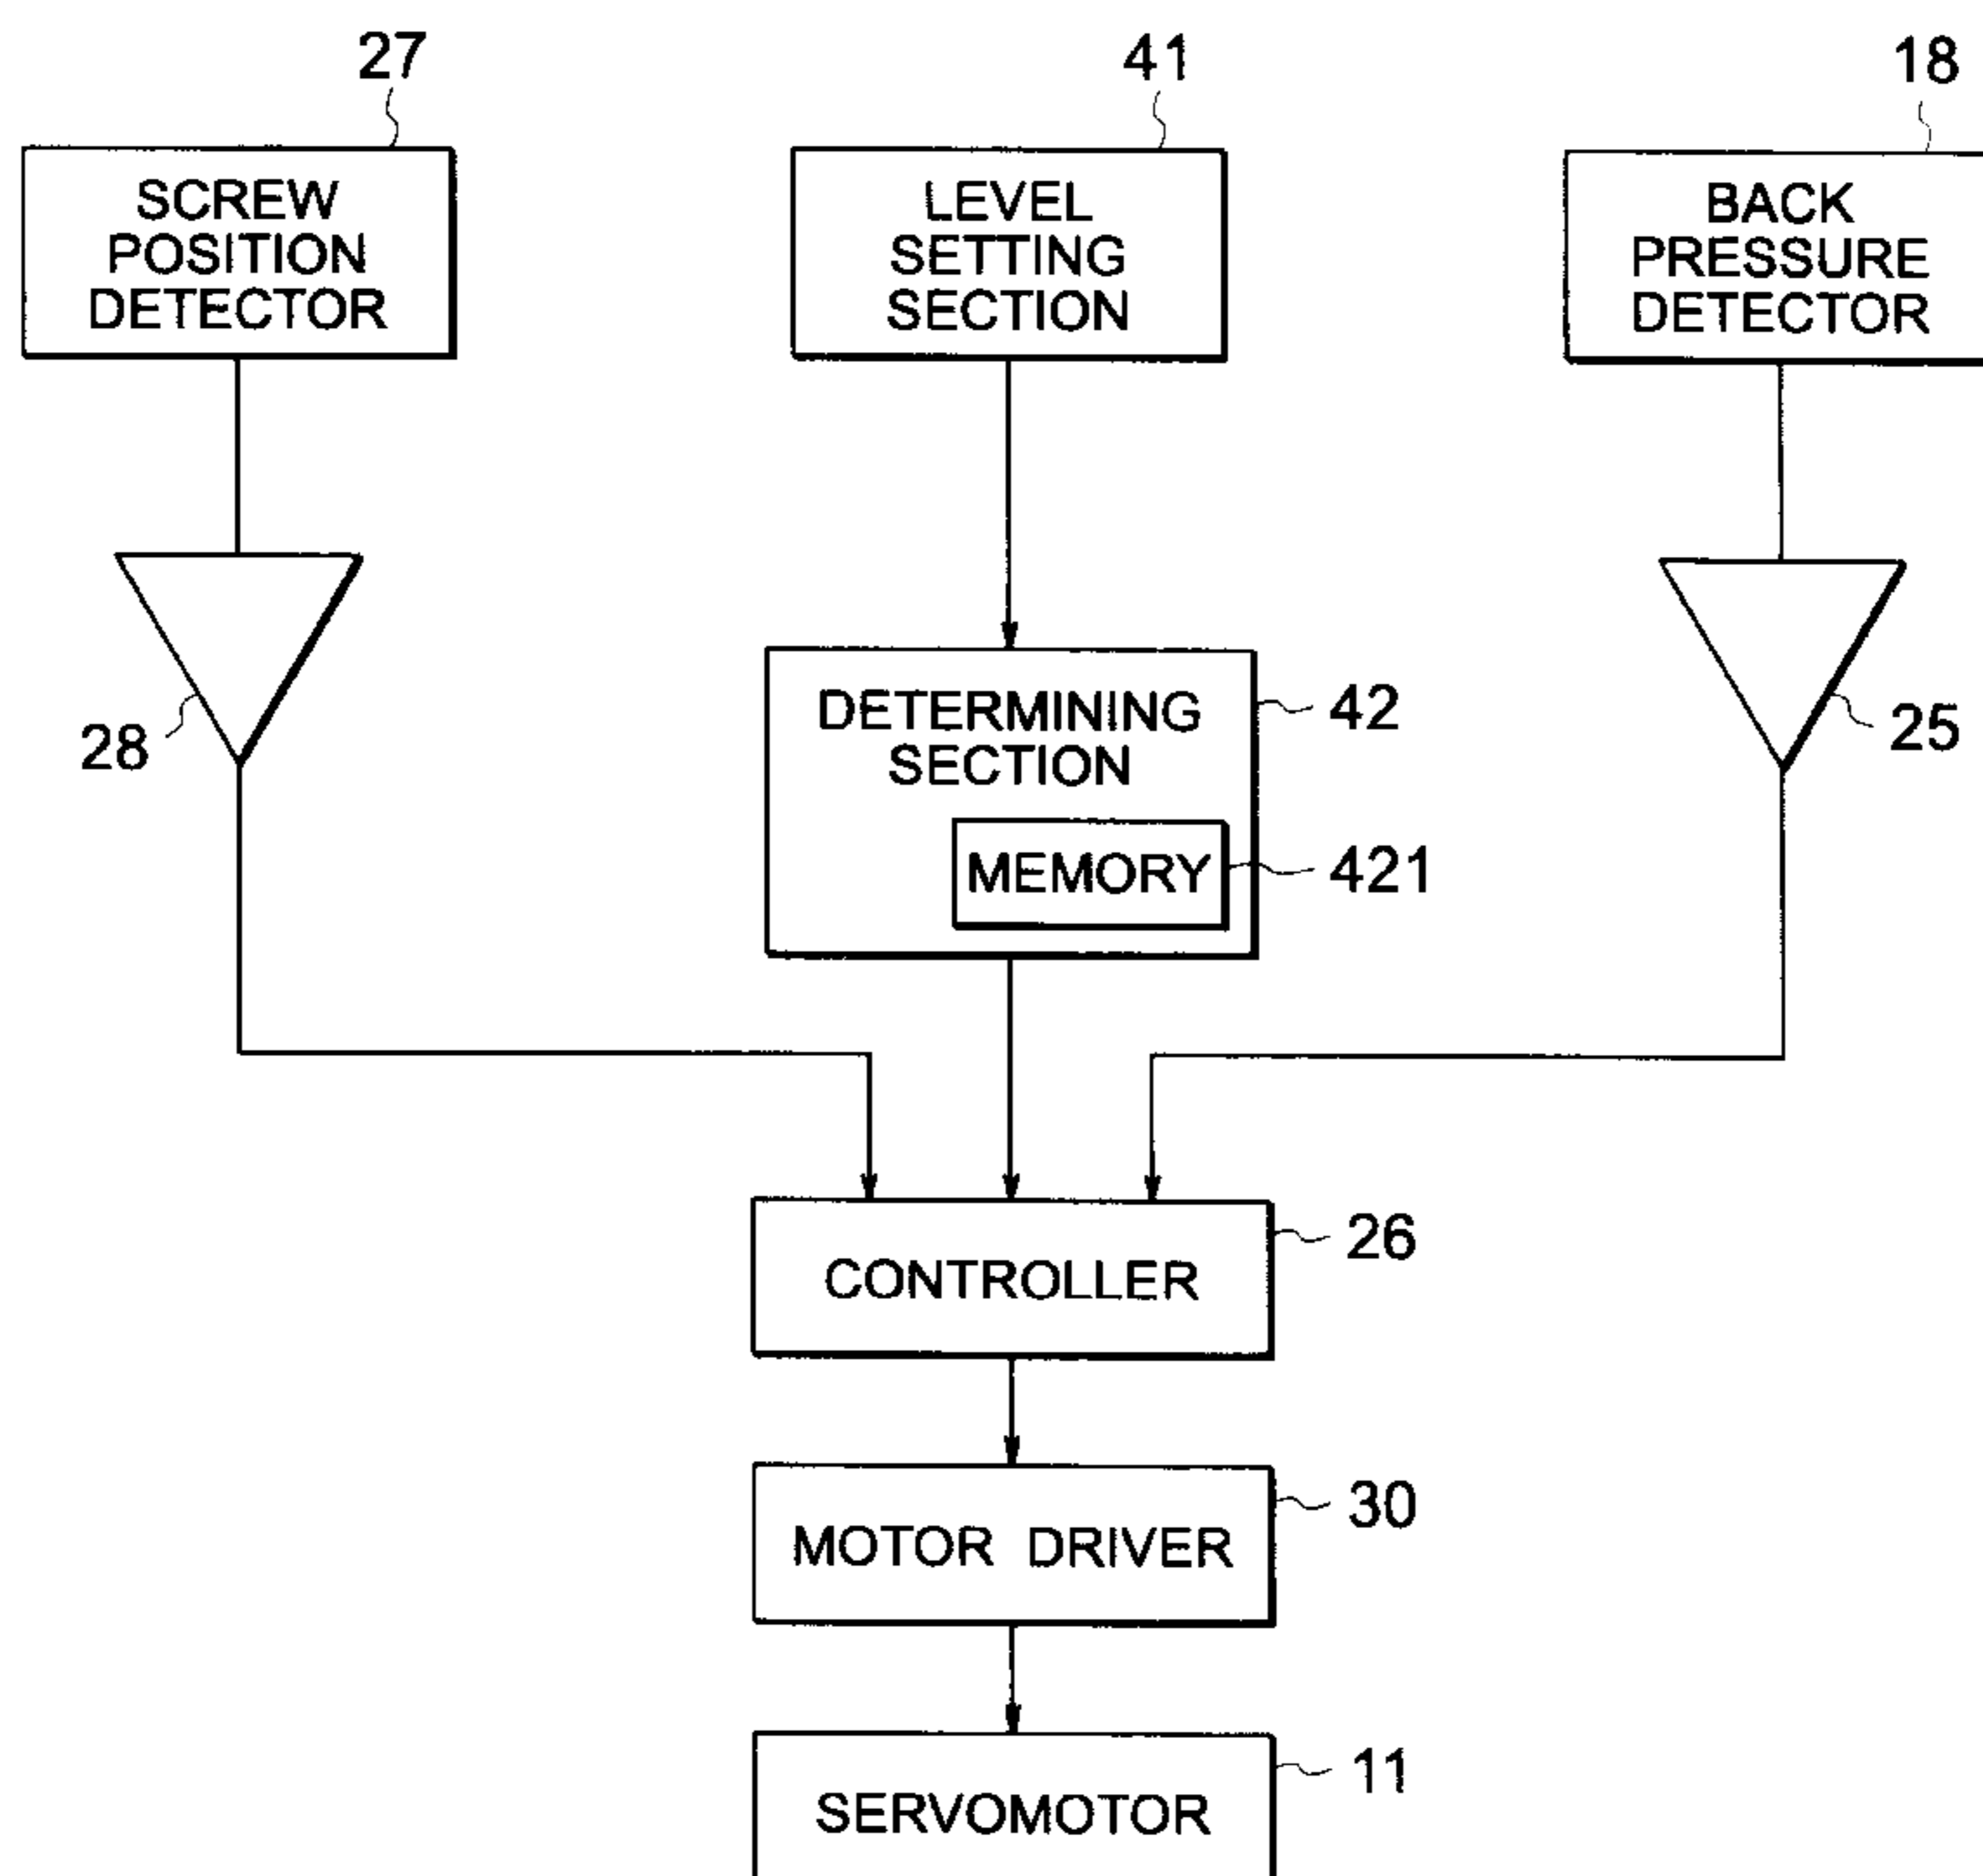 27
41
18
SCREW
POSITION
DETECTOR
LEVEL
SETTING
SECTION
BACK
PRESSURE
DETECTOR
28
DETERMINING
SECTION
42
25
MEMORY
421
CONTROLLER
26
MOTOR DRIVER
30
SERVOMOTOR
11